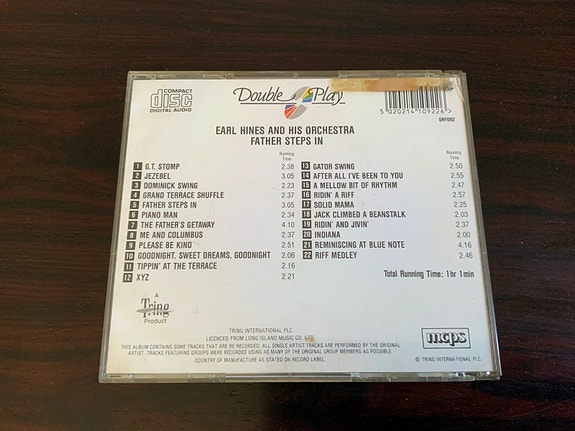 COMPACT
disc
DIGITAL AUDIO
Double Play
5 020214 109226
GRF092
EARL HINES AND HIS ORCHESTRA
FATHER STEPS IN
Running
Time
1 G.T. STOMP 2.38
2 JEZEBEL 3.05
3 DOMINICK SWING 2.23
4 GRAND TERRACE SHUFFLE 2.37
5 FATHER STEPS IN 3.05
6 PIANO MAN 2.34
7 THE FATHER'S GETAWAY 4.10
8 ME AND COLUMBUS 2.37
9 PLEASE BE KIND 2.51
10 GOODNIGHT, SWEET DREAMS, GOODNIGHT 2.06
11 TIPPIN' AT THE TERRACE 2.16
12 XYZ 2.21
Running
Time
13 GATOR SWING 2.50
14 AFTER ALL I'VE BEEN TO YOU 2.55
15 A MELLOW BIT OF RHYTHM 2.47
16 RIDIN' A RIFF 2.57
17 SOLID MAMA 2.25
18 JACK CLIMBED A BEANSTALK 2.03
19 RIDIN' AND JIVIN' 2.37
20 INDIANA 2.00
21 REMINISCING AT BLUE NOTE 4.16
22 RIFF MEDLEY 2.46
Total Running Time: 1hr 1min
A
Tring
Product
TRING INTERNATIONAL PLC
LICENCED FROM LONG ISLAND MUSIC CO. LTD
THIS ALBUM CONTAINS SOME TRACKS THAT ARE RE-RECORDED. ALL SINGLE ARTIST TRACKS ARE PERFORMED BY THE ORIGINAL
ARTIST. TRACKS FEATURING GROUPS WERE RECORDED USING AS MANY OF THE ORIGINAL GROUP MEMBERS AS POSSIBLE
COUNTRY OF MANUFACTURE AS STATED ON RECORD LABEL
mcps
© TRING INTERNATIONAL PLC